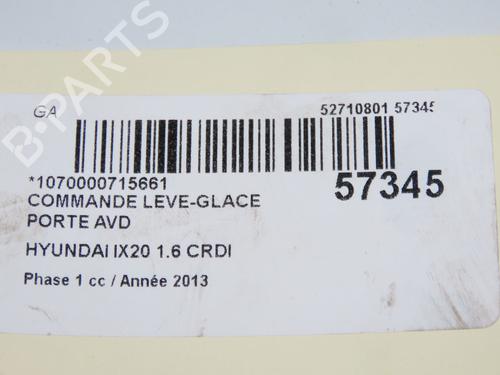 GA
52710801 57345
*1070000715661
57345
COMMANDE LEVE-GLACE
PORTE AVD
HYUNDAI IX20 1.6 CRDI
Phase 1 cc / Année 2013
B-PARTS